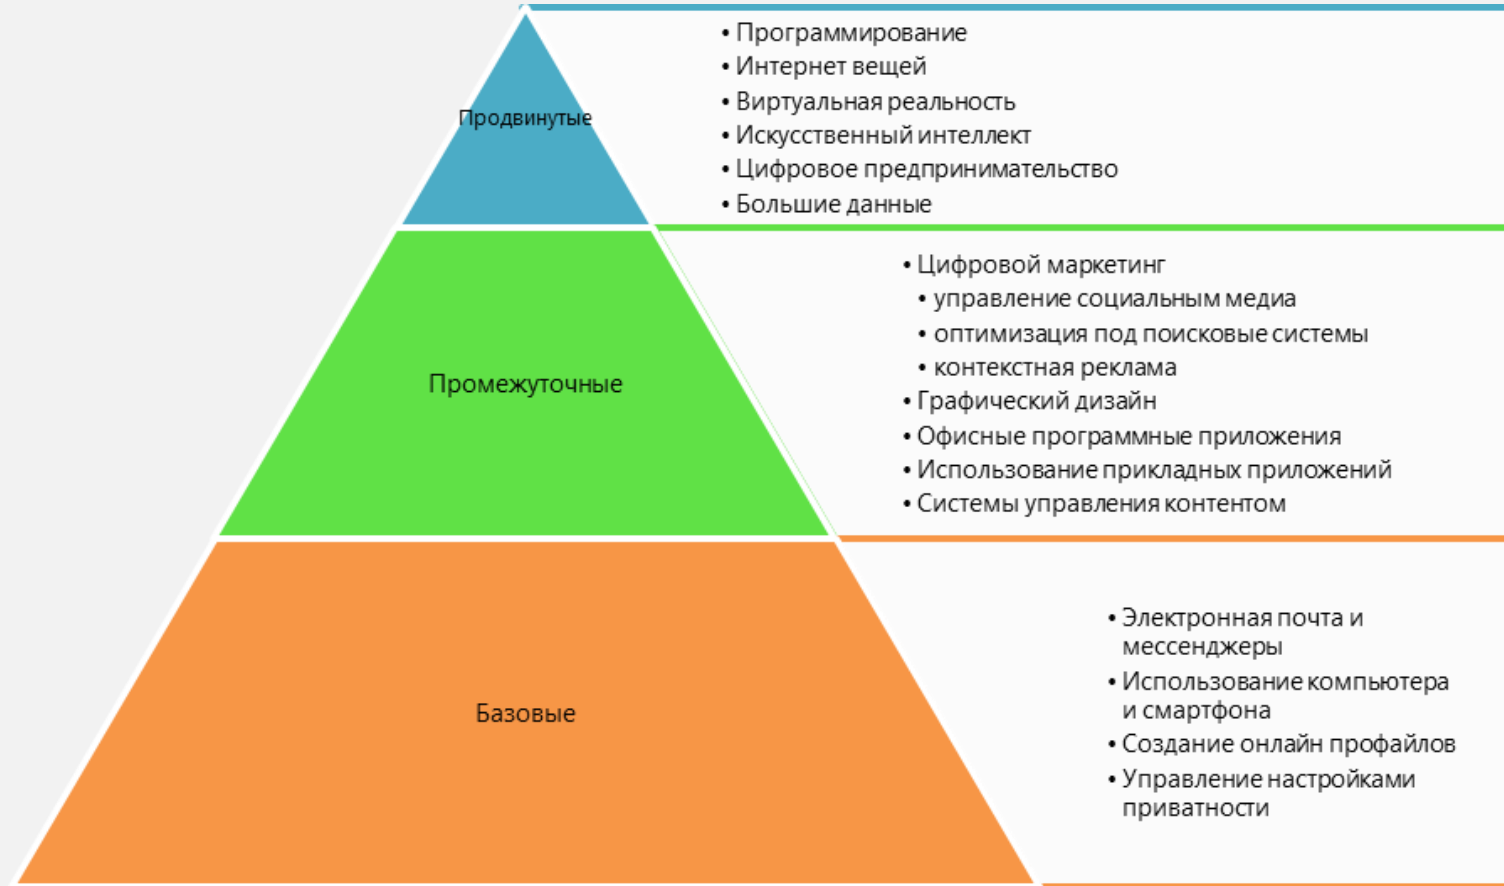 Продвинутые
• Программирование
• Интернет вещей
• Виртуальная реальность
• Искусственный интеллект
• Цифровое предпринимательство
• Большие данные
Промежуточные
• Цифровой маркетинг
• управление социальным медиа
• оптимизация под поисковые системы
• контекстная реклама
• Графический дизайн
• Офисные программные приложения
• Использование прикладных приложений
• Системы управления контентом
Базовые
• Электронная почта и
мессенджеры
• Использование компьютера
и смартфона
• Создание онлайн профайлов
• Управление настройками
приватности